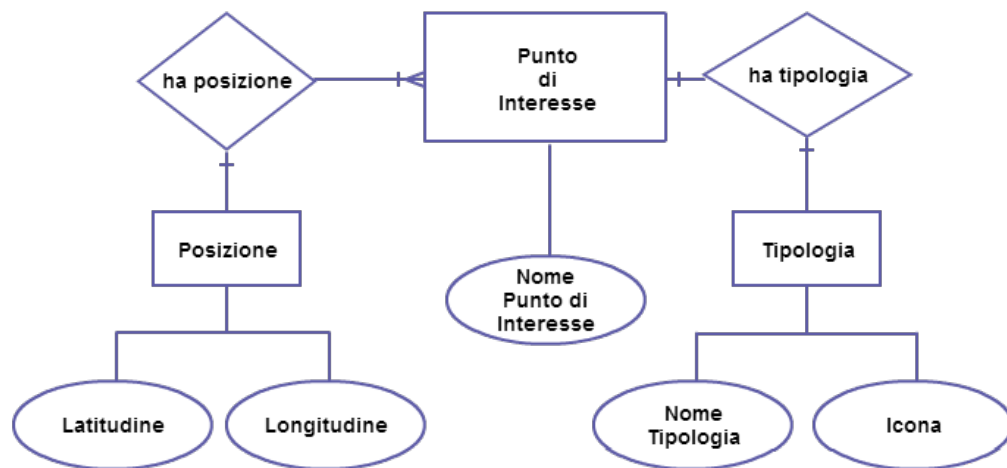 ha posizione
Punto
di
Interesse
ha tipologia
Posizione
Nome
Punto di
Interesse
Tipologia
Latitudine
Longitudine
Nome
Tipologia
Icona